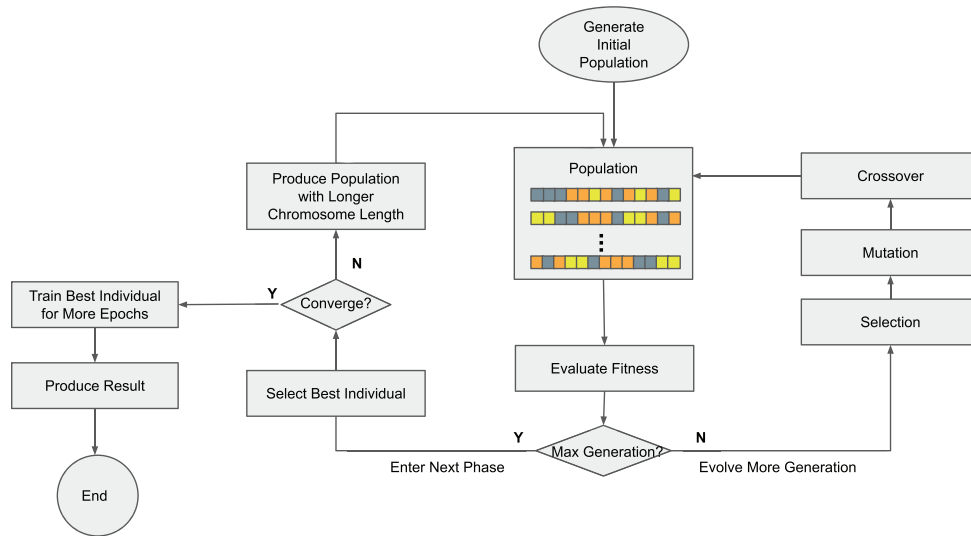 Generate
Initial
Population
Population
Crossover
Produce Population
with Longer
Chromosome Length
Mutation
N
Y
Converge?
Train Best Individual
for More Epochs
Selection
Evaluate Fitness
Produce Result
Select Best Individual
Y
Max Generation?
N
Enter Next Phase
Evolve More Generation
End